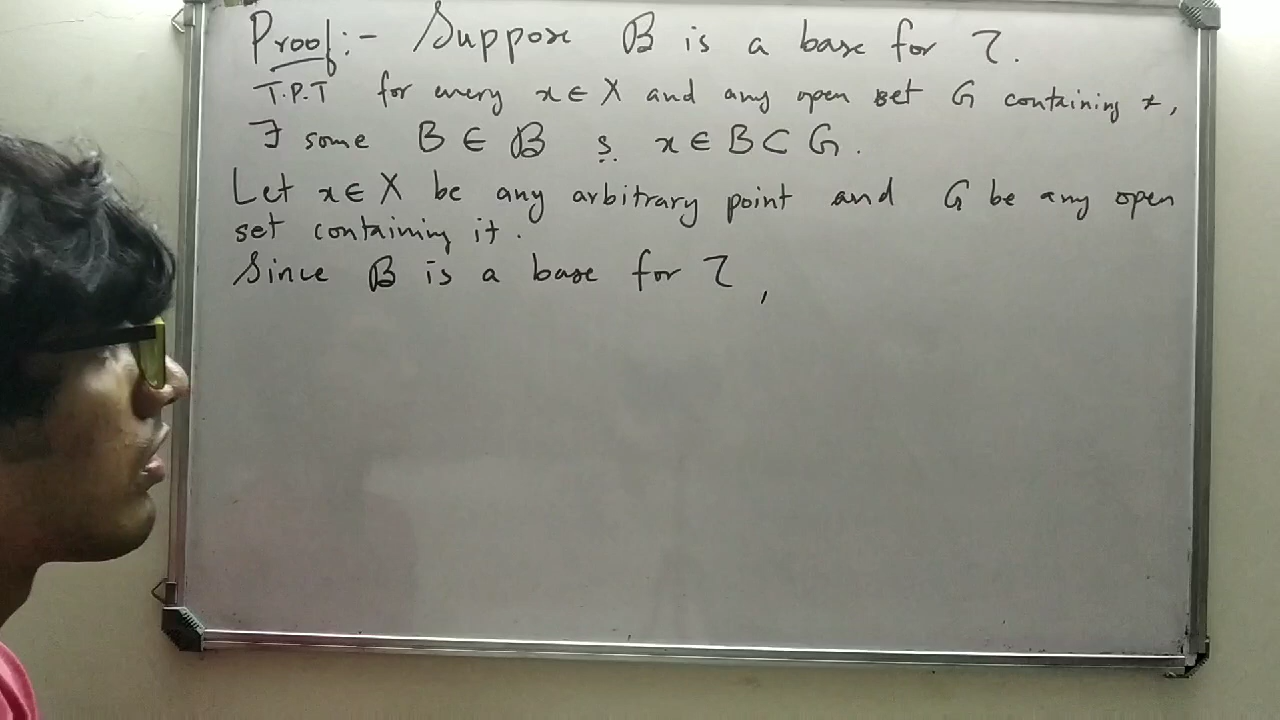 Proof:- Suppose ℬ is a base for τ.
T.P.T for every x ∈ X and any open set G containing x,
∃ some B ∈ ℬ s. x ∈ B ⊂ G.
Let x ∈ X be any arbitrary point and G be any open
set containing it.
Since ℬ is a base for τ,